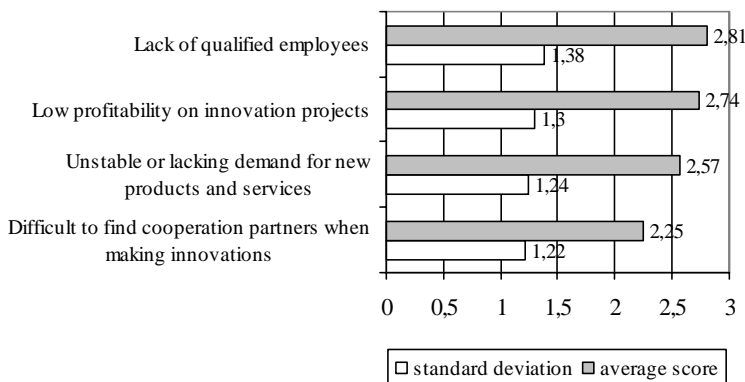 Lack of qualified employees
2,81
1,38
Low profitability on innovation projects
2,74
1,3
Unstable or lacking demand for new
products and services
2,57
1,24
Difficult to find cooperation partners when
making innovations
2,25
1,22
0 0,5 1 1,5 2 2,5 3
standard deviation average score